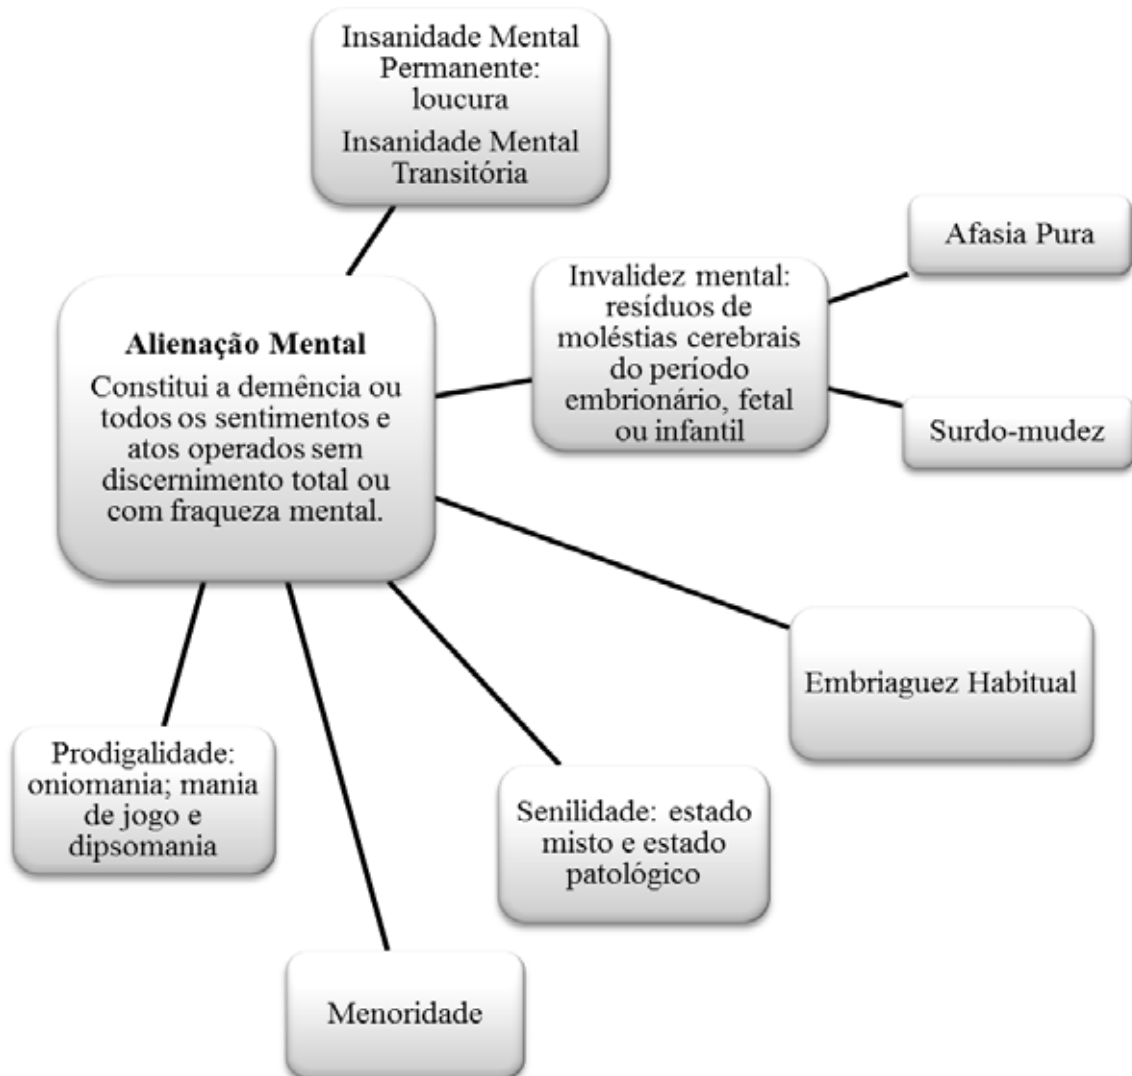 Insanidade Mental
Permanente:
loucura
Insanidade Mental
Transitória
Afasia Pura
Invalidez mental:
resíduos de
moléstias cerebrais
do período
embrionário, fetal
ou infantil
Surdo-mudez
Alienação Mental
Constitui a demência ou
todos os sentimentos e
atos operados sem
discernimento total ou
com fraqueza mental.
Embriaguez Habitual
Prodigalidade:
oniomania; mania
de jogo e
dipsomania
Senilidade: estado
misto e estado
patológico
Menoridade